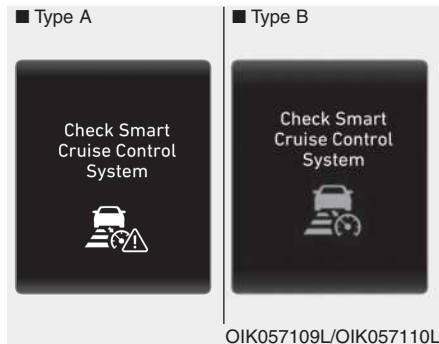 ■ Type A
■ Type B
Check Smart
Cruise Control
System
Check Smart
Cruise Control
System
OIK057109L/OIK057110L